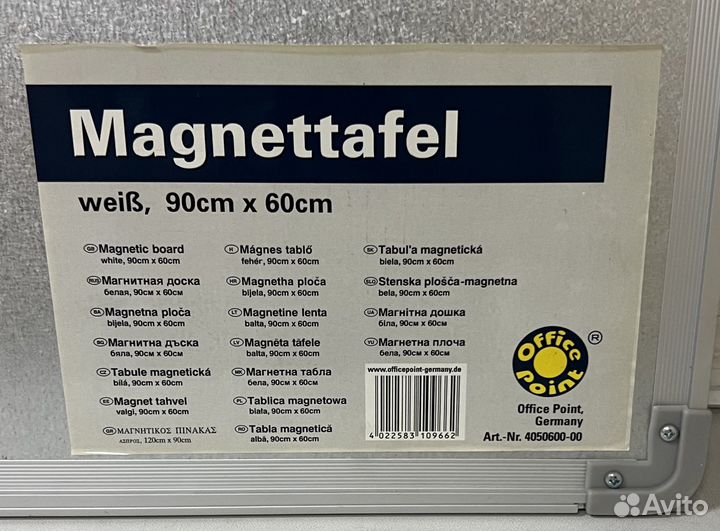 Magnettafel
weiß, 90cm x 60cm
GB Magnetic board
white, 90cm x 60cm
RUS Магнитная доска
белая, 90см x 60см
BA Magnetna ploča
bijela, 90cm x 60cm
BG Магнитна дъска
бяла, 90см x 60см
CZ Tabule magnetická
bílá, 90cm x 60cm
EE Magnet tahvel
valgi, 90cm x 60cm
GR ΜΑΓΝΗΤΙΚΟΣ ΠΙΝΑΚΑΣ
ΑΣΠΡΟΣ, 120cm x 90cm
H Mágnes tablő
fehér, 90cm x 60cm
HR Magnetha ploča
bijela, 90cm x 60cm
LT Magnetine lenta
balta, 90cm x 60cm
LV Magnēta tāfele
balta, 90cm x 60cm
MK Магнетна табла
бела, 90см x 60см
PL Tablica magnetowa
biała, 90cm x 60cm
RO Tabla magnetică
albă, 90cm x 60cm
SK Tabul'a magnetická
biela, 90cm x 60cm
SLO Stenska plošča-magnetna
bela, 90cm x 60cm
UA Магнітна дошка
біла, 90см x 60см
YU Магнетна плоча
бела, 90см x 60см
www.officepoint-germany.de
4 022583 109662
Office Point ®
Office Point,
Germany
Art.-Nr. 4050600-00
Avito